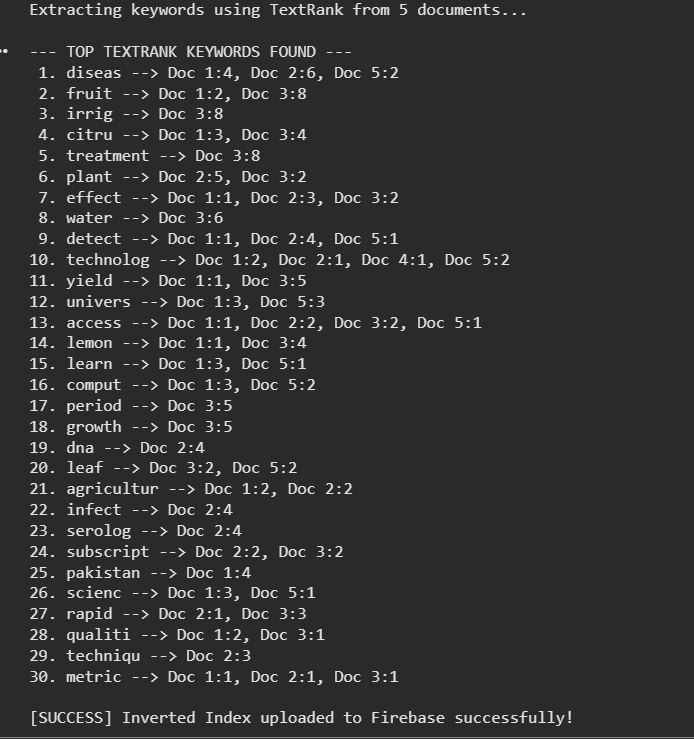 Extracting keywords using TextRank from 5 documents...
--- TOP TEXTRANK KEYWORDS FOUND ---
1. diseas --> Doc 1:4, Doc 2:6, Doc 5:2
2. fruit --> Doc 1:2, Doc 3:8
3. irrig --> Doc 3:8
4. citru --> Doc 1:3, Doc 3:4
5. treatment --> Doc 3:8
6. plant --> Doc 2:5, Doc 3:2
7. effect --> Doc 1:1, Doc 2:3, Doc 3:2
8. water --> Doc 3:6
9. detect --> Doc 1:1, Doc 2:4, Doc 5:1
10. technolog --> Doc 1:2, Doc 2:1, Doc 4:1, Doc 5:2
11. yield --> Doc 1:1, Doc 3:5
12. univers --> Doc 1:3, Doc 5:3
13. access --> Doc 1:1, Doc 2:2, Doc 3:2, Doc 5:1
14. lemon --> Doc 1:1, Doc 3:4
15. learn --> Doc 1:3, Doc 5:1
16. comput --> Doc 1:3, Doc 5:2
17. period --> Doc 3:5
18. growth --> Doc 3:5
19. dna --> Doc 2:4
20. leaf --> Doc 3:2, Doc 5:2
21. agricultur --> Doc 1:2, Doc 2:2
22. infect --> Doc 2:4
23. serolog --> Doc 2:4
24. subscript --> Doc 2:2, Doc 3:2
25. pakistan --> Doc 1:4
26. scienc --> Doc 1:3, Doc 5:1
27. rapid --> Doc 2:1, Doc 3:3
28. qualiti --> Doc 1:2, Doc 3:1
29. techniqu --> Doc 2:3
30. metric --> Doc 1:1, Doc 2:1, Doc 3:1
[SUCCESS] Inverted Index uploaded to Firebase successfully!